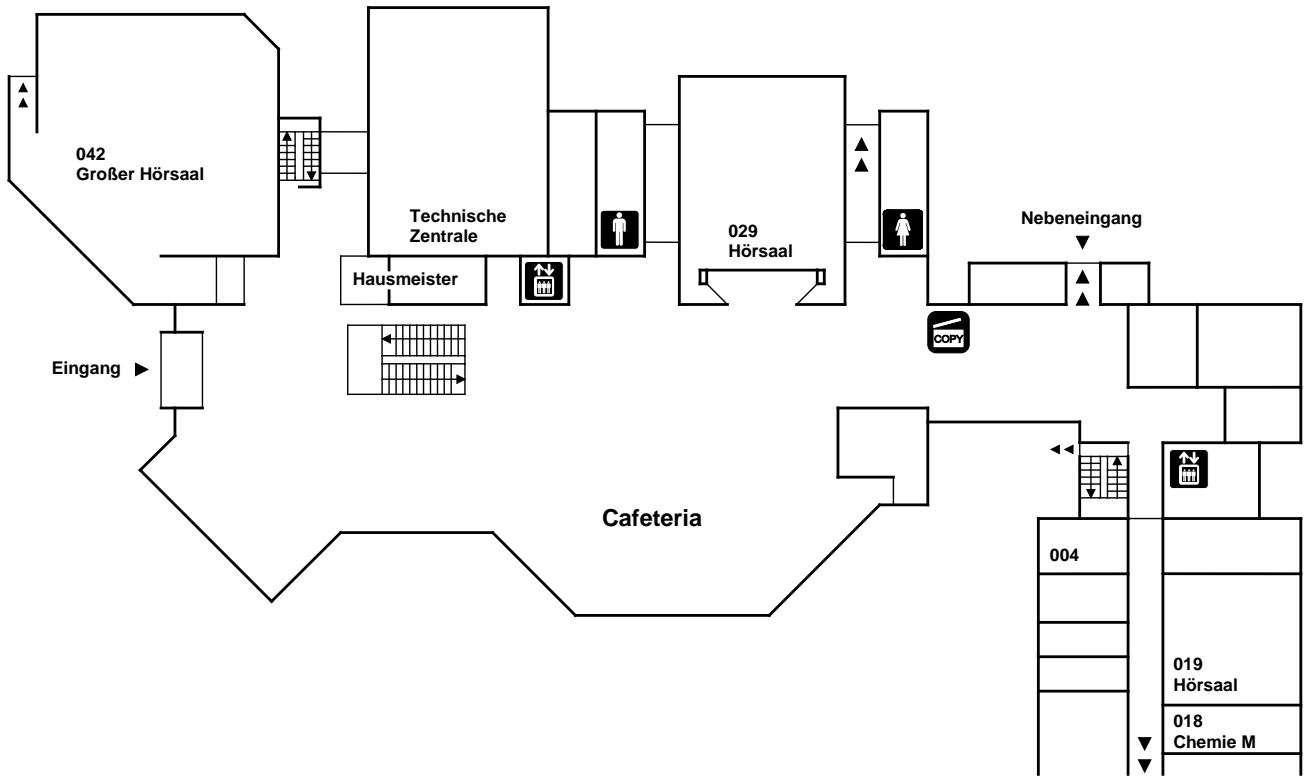 042
Großer Hörsaal
Technische
Zentrale
029
Hörsaal
Nebeneingang
Hausmeister
COPY
Eingang
Cafeteria
004
019
Hörsaal
018
Chemie M